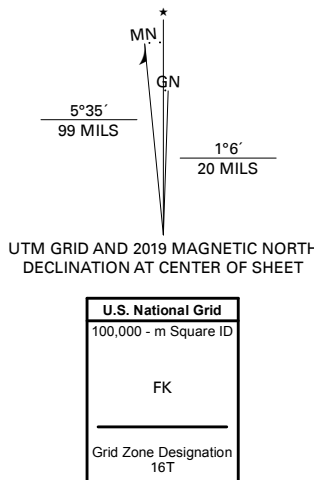 ★
MN
GN
5°35´
99 MILS
1°6´
20 MILS
UTM GRID AND 2019 MAGNETIC NORTH
DECLINATION AT CENTER OF SHEET
U.S. National Grid
100,000 - m Square ID
FK
Grid Zone Designation
16T